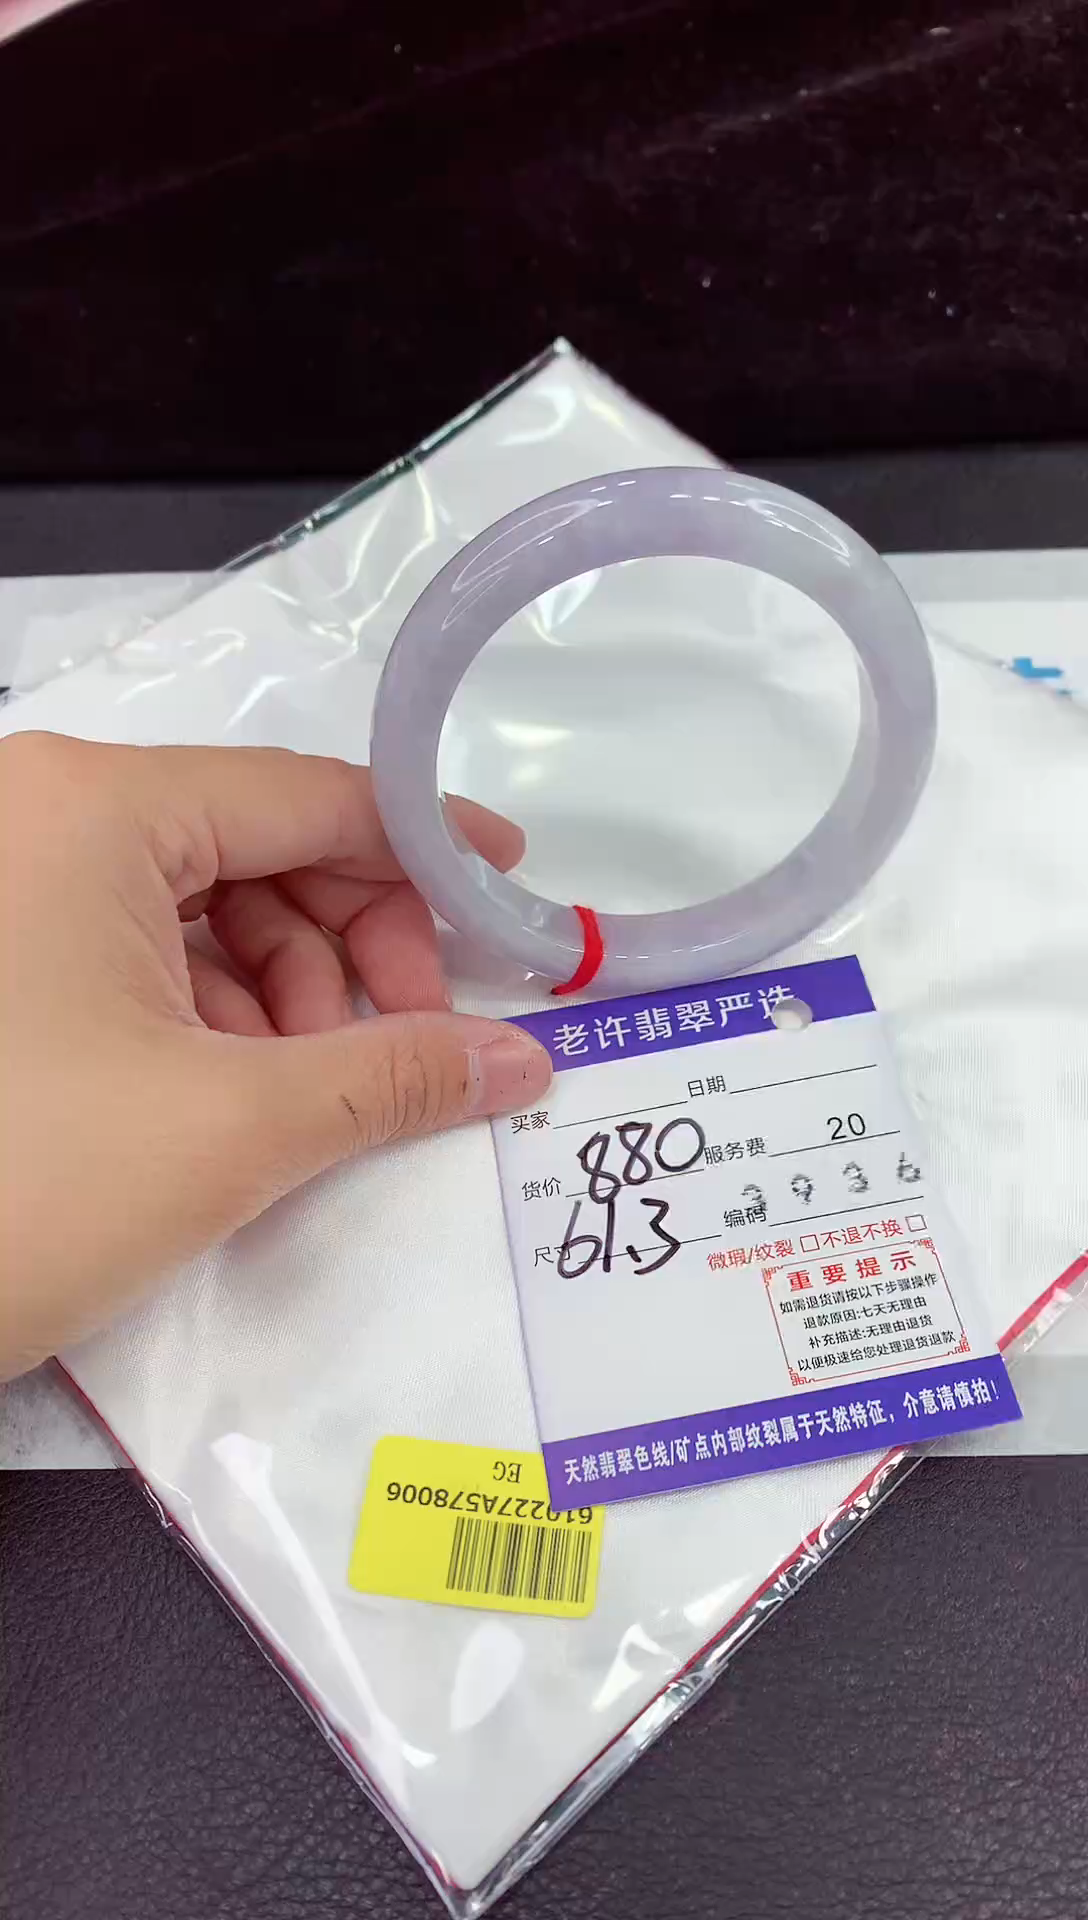 老许翡翠严选
买家 日期
货价 880 服务费 20
尺寸 61.3 编码 3936
微瑕/纹裂 □不退不换 □
重要提示
如需退货请按以下步骤操作
退款原因:七天无理由
补充描述:无理由退货
以便极速给您处理退货退款
天然翡翠色线/矿点内部纹裂属于天然特征，介意请慎拍！
EG
610227A578006